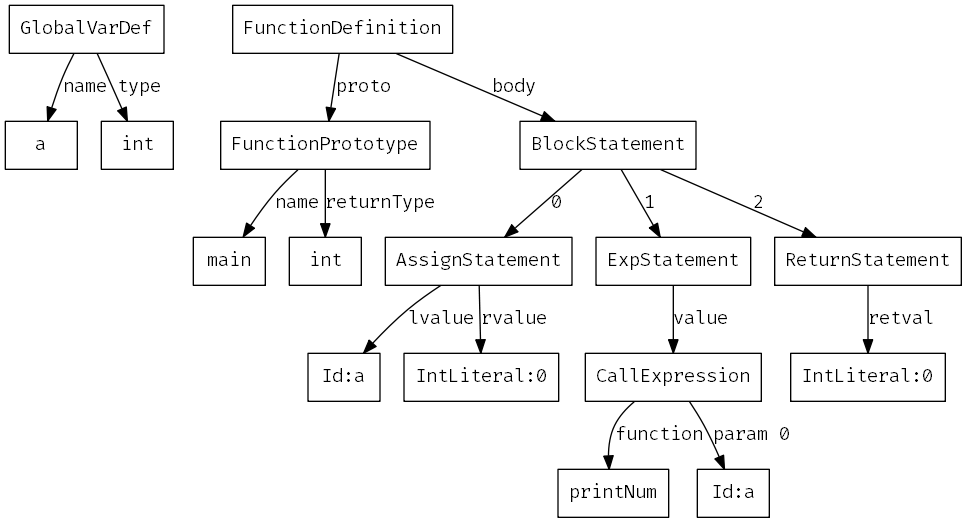 GlobalVarDef
FunctionDefinition
name
type
proto
body
a
int
FunctionPrototype
BlockStatement
name
returnType
0
1
2
main
int
AssignStatement
ExpStatement
ReturnStatement
lvalue
rvalue
value
retval
Id:a
IntLiteral:0
CallExpression
IntLiteral:0
function
param 0
printNum
Id:a